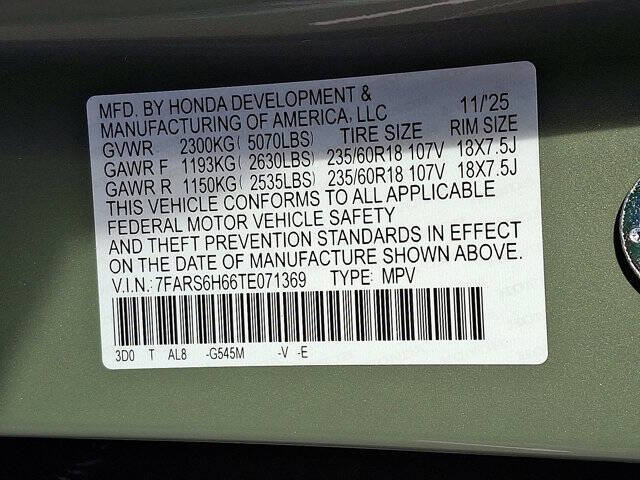 MFD. BY HONDA DEVELOPMENT & 11/'25
MANUFACTURING OF AMERICA, LLC
GVWR 2300KG ( 5070LBS) TIRE SIZE RIM SIZE
GAWR F 1193KG ( 2630LBS) 235/60R18 107V 18X7.5J
GAWR R 1150KG ( 2535LBS) 235/60R18 107V 18X7.5J
THIS VEHICLE CONFORMS TO ALL APPLICABLE
FEDERAL MOTOR VEHICLE SAFETY
AND THEFT PREVENTION STANDARDS IN EFFECT
ON THE DATE OF MANUFACTURE SHOWN ABOVE.
V.I.N.:7FARS6H66TE071369 TYPE: MPV
3D0 T AL8 -G545M -V -E